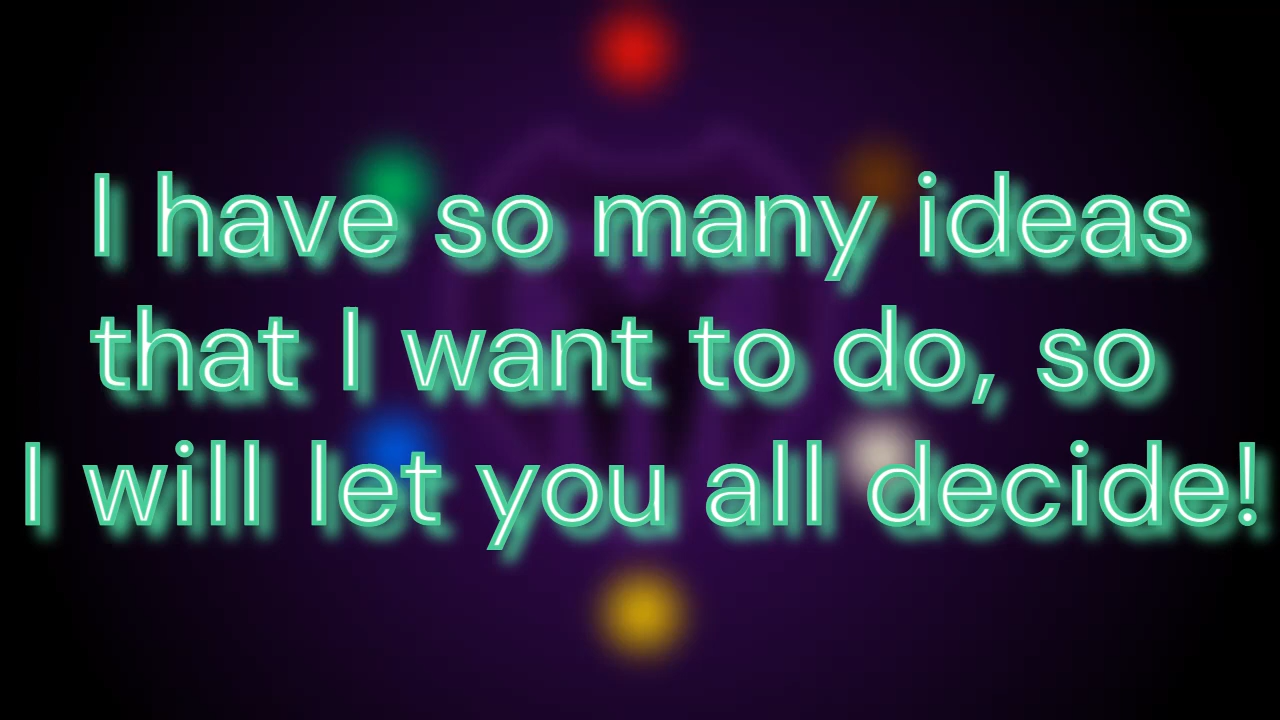 I have so many ideas
that I want to do, so
I will let you all decide!